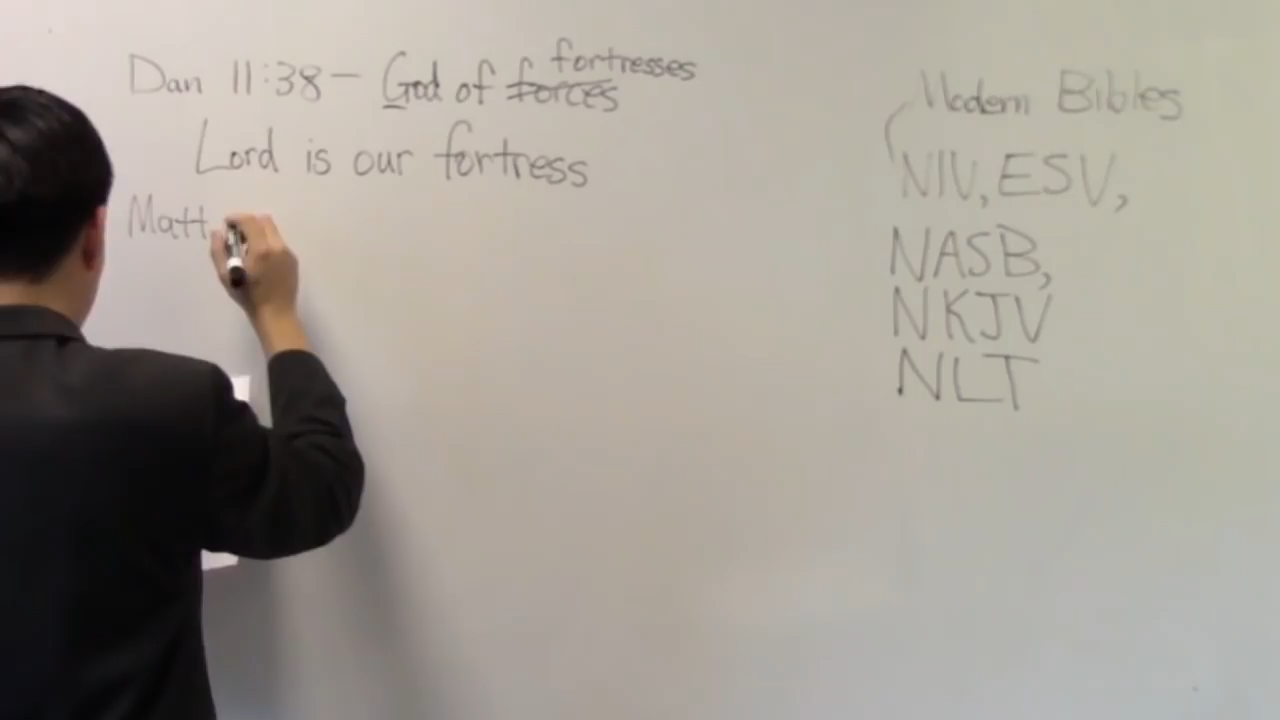 Dan 11:38 — God of forces fortresses
Lord is our fortress
Matt.
Modern Bibles
NIV, ESV,
NASB,
NKJV
NLT